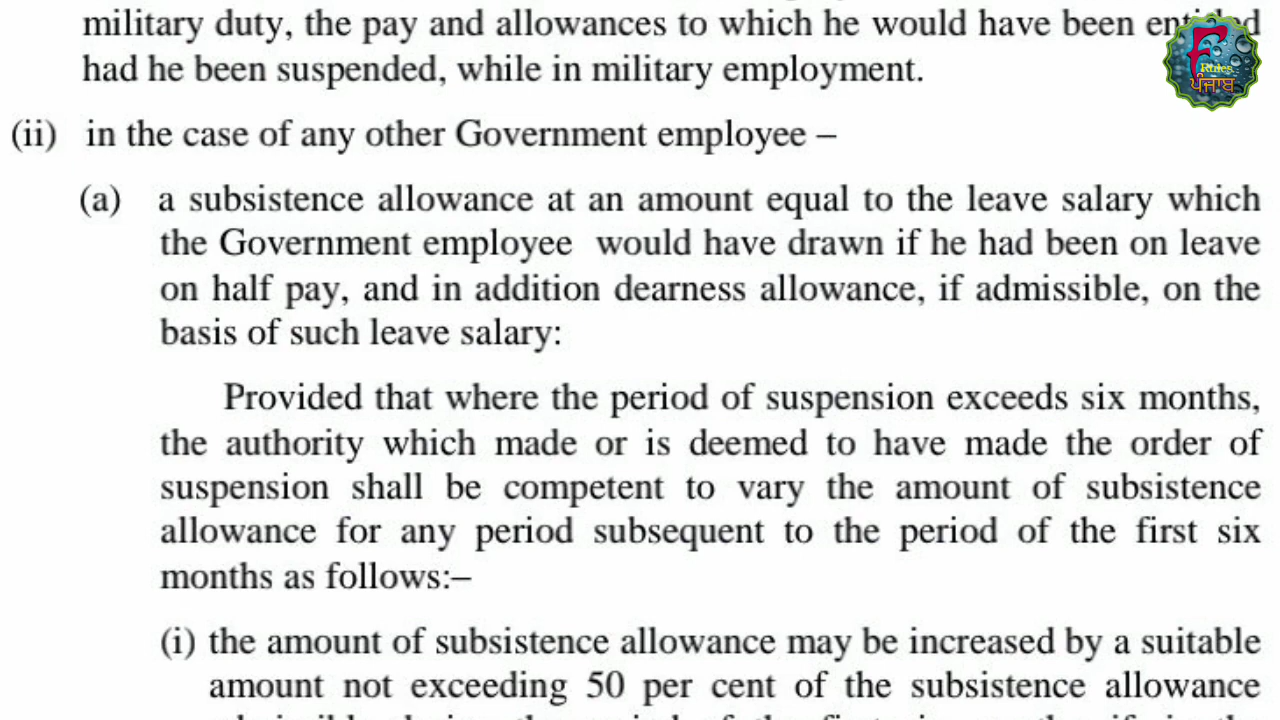 military duty, the pay and allowances to which he would have been entitled
had he been suspended, while in military employment.
(ii) in the case of any other Government employee –
(a) a subsistence allowance at an amount equal to the leave salary which
the Government employee would have drawn if he had been on leave
on half pay, and in addition dearness allowance, if admissible, on the
basis of such leave salary:
Provided that where the period of suspension exceeds six months,
the authority which made or is deemed to have made the order of
suspension shall be competent to vary the amount of subsistence
allowance for any period subsequent to the period of the first six
months as follows:–
(i) the amount of subsistence allowance may be increased by a suitable
amount not exceeding 50 per cent of the subsistence allowance
F
Rules
ਪੰਜਾਬ